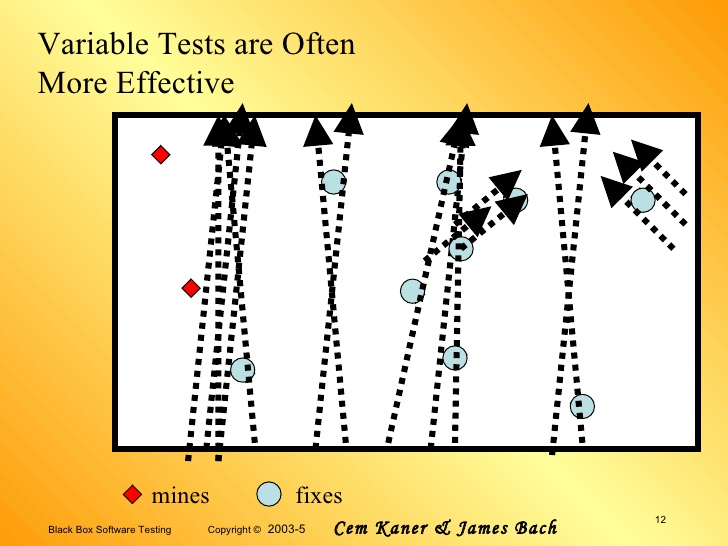 Variable Tests are Often
More Effective
mines
fixes
Black Box Software Testing
Copyright © 2003-5
Cem Kaner & James Bach
12